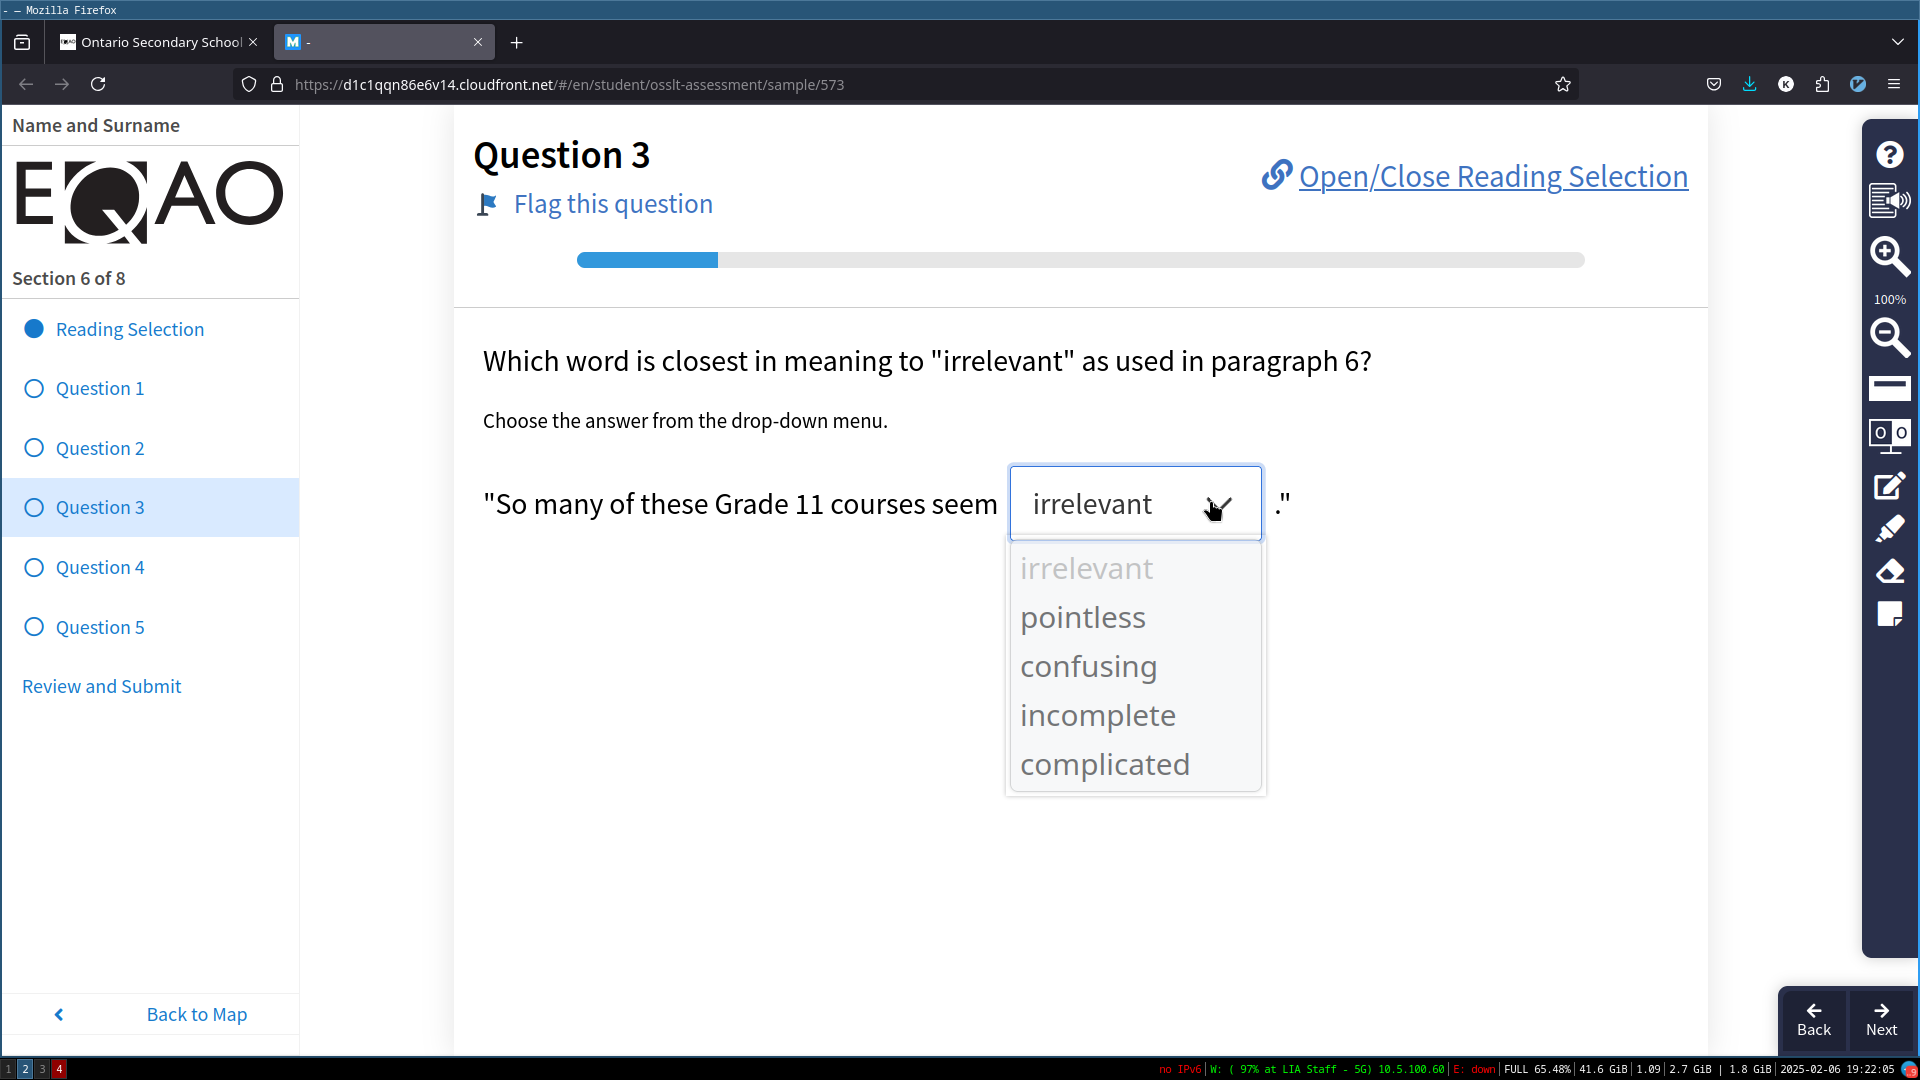 - — Mozilla Firefox
Ontario Secondary School
M -
https://d1c1qqn86e6v14.cloudfront.net/#/en/student/osslt-assessment/sample/573
K
Name and Surname
EQAO
Section 6 of 8
Reading Selection
Question 1
Question 2
Question 3
Question 4
Question 5
Review and Submit
Back to Map
Question 3
Flag this question
Open/Close Reading Selection
Which word is closest in meaning to "irrelevant" as used in paragraph 6?
Choose the answer from the drop-down menu.
"So many of these Grade 11 courses seem irrelevant ."
irrelevant
pointless
confusing
incomplete
complicated
?
100%
Back
Next
1 2 3 4
no IPv6|W: ( 97% at LIA Staff - 5G) 10.5.100.60|E: down|FULL 65.48%|41.6 GiB|1.09|2.7 GiB | 1.8 GiB|2025-02-06 19:22:05